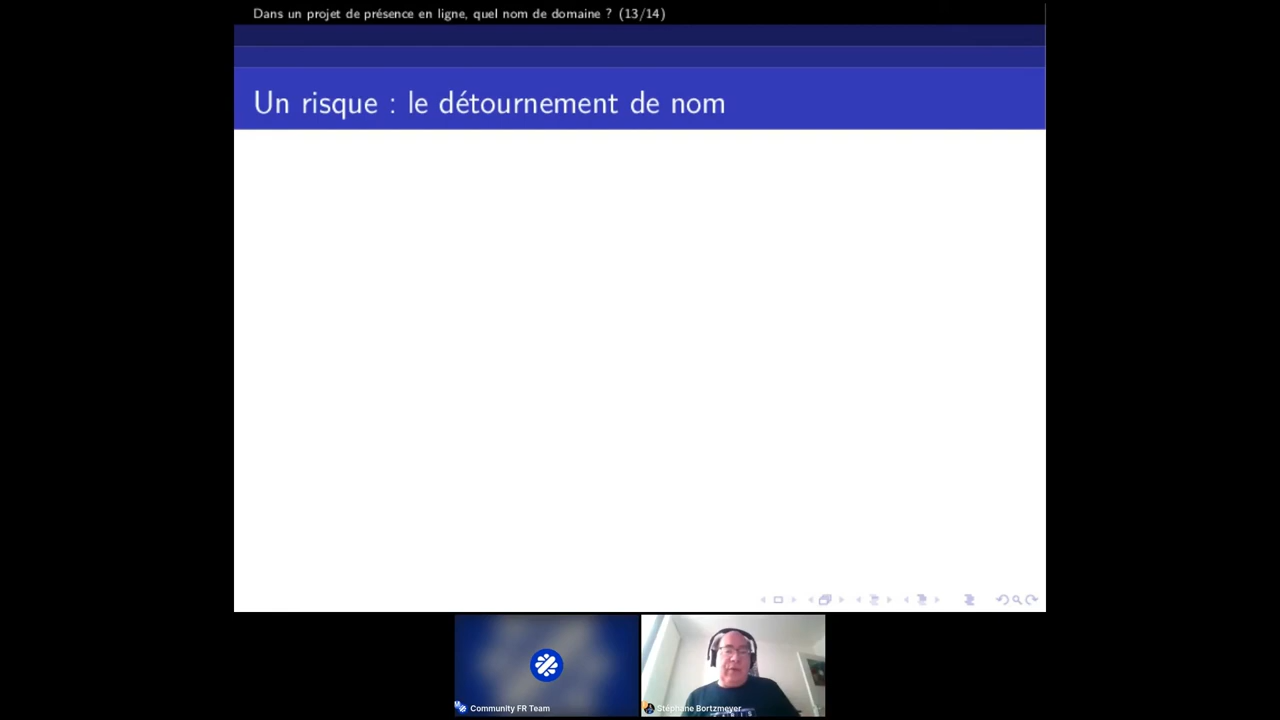 Dans un projet de présence en ligne, quel nom de domaine ? (13/14)
Un risque : le détournement de nom
Community FR Team
Stéphane Bortzmeyer